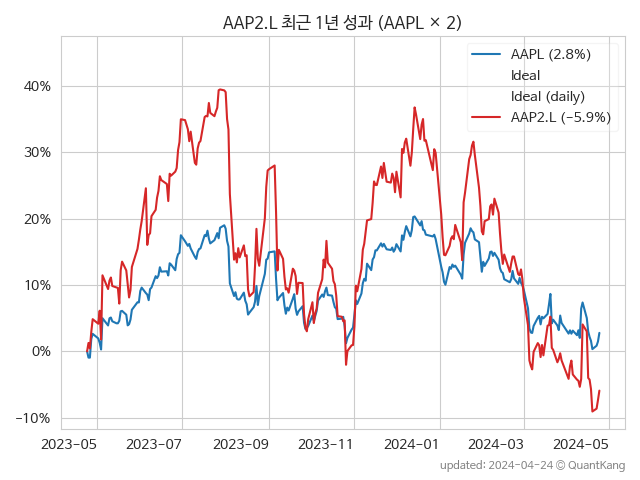 AAP2.L 최근 1년 성과 (AAPL × 2)
AAPL (2.8%)
Ideal
Ideal (daily)
AAP2.L (−5.9%)
40%
30%
20%
10%
0%
−10%
2023-05 2023-07 2023-09 2023-11 2024-01 2024-03 2024-05
updated: 2024-04-24 © QuantKang